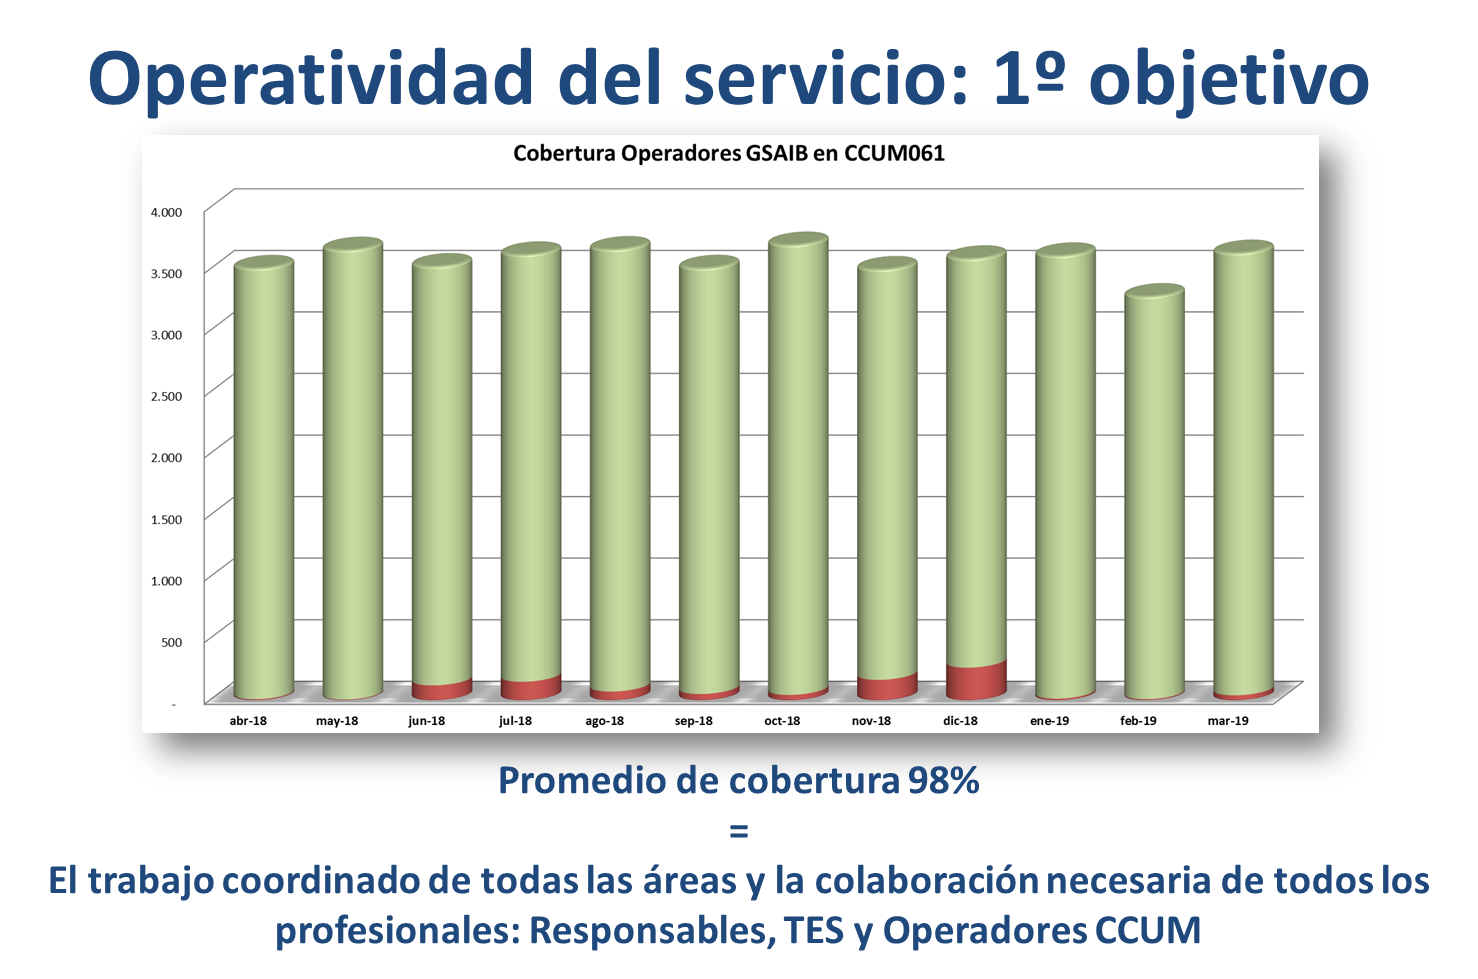 Operatividad del servicio: 1º objetivo
Cobertura Operadores GSAIB en CCUM061
4.000
3.500
3.000
2.500
2.000
1.500
1.000
500
-
abr-18 may-18 jun-18 jul-18 ago-18 sep-18 oct-18 nov-18 dic-18 ene-19 feb-19 mar-19
Promedio de cobertura 98%
=
El trabajo coordinado de todas las áreas y la colaboración necesaria de todos los
profesionales: Responsables, TES y Operadores CCUM